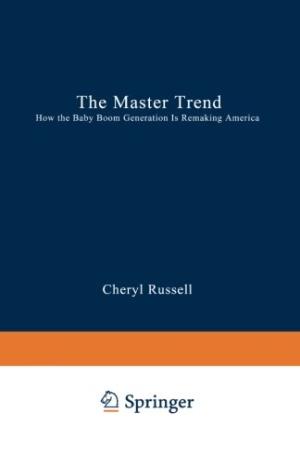 The Master Trend
How the Baby Boom Generation Is Remaking America
Cheryl Russell
Springer